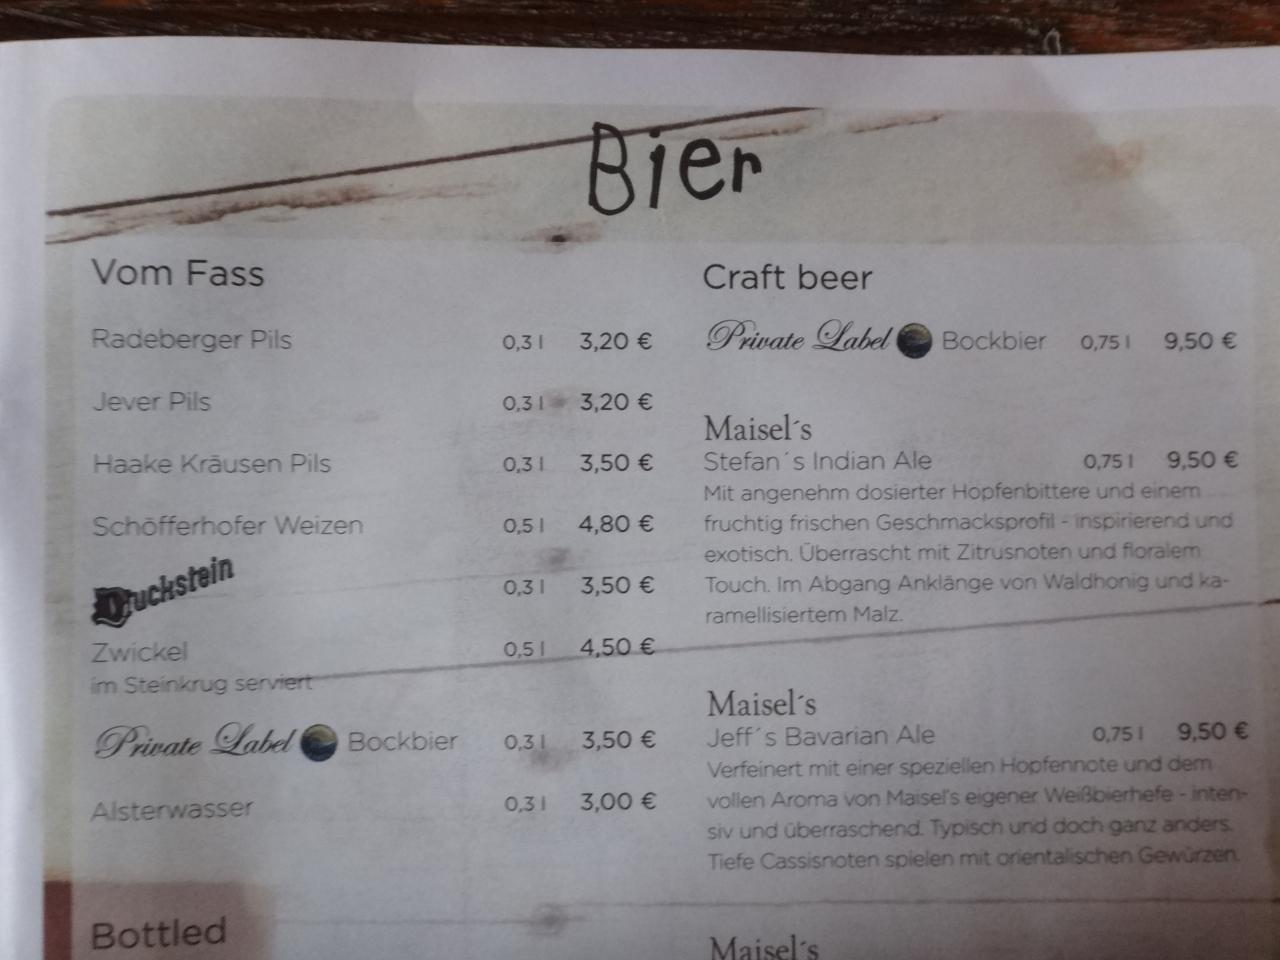 Bier
Vom Fass
Radeberger Pils 0,3 l 3,20 €
Jever Pils 0,3 l 3,20 €
Haake Kräusen Pils 0,3 l 3,50 €
Schöfferhofer Weizen 0,5 l 4,80 €
Duckstein 0,3 l 3,50 €
Zwickel 0,5 l 4,50 €
im Steinkrug serviert
Private Label Bockbier 0,3 l 3,50 €
Alsterwasser 0,3 l 3,00 €
Bottled
Craft beer
Private Label Bockbier 0,75 l 9,50 €
Maisel´s
Stefan´s Indian Ale 0,75 l 9,50 €
Mit angenehm dosierter Hopfenbittere und einem
fruchtig frischen Geschmacksprofil - inspirierend und
exotisch. Überrascht mit Zitrusnoten und floralem
Touch. Im Abgang Anklänge von Waldhonig und ka-
ramellisiertem Malz.
Maisel´s
Jeff´s Bavarian Ale 0,75 l 9,50 €
Verfeinert mit einer speziellen Hopfennote und dem
vollen Aroma von Maisel's eigener Weißbierhefe - inten-
siv und überraschend. Typisch und doch ganz anders.
Tiefe Cassisnoten spielen mit orientalischen Gewürzen.
Maisel´s